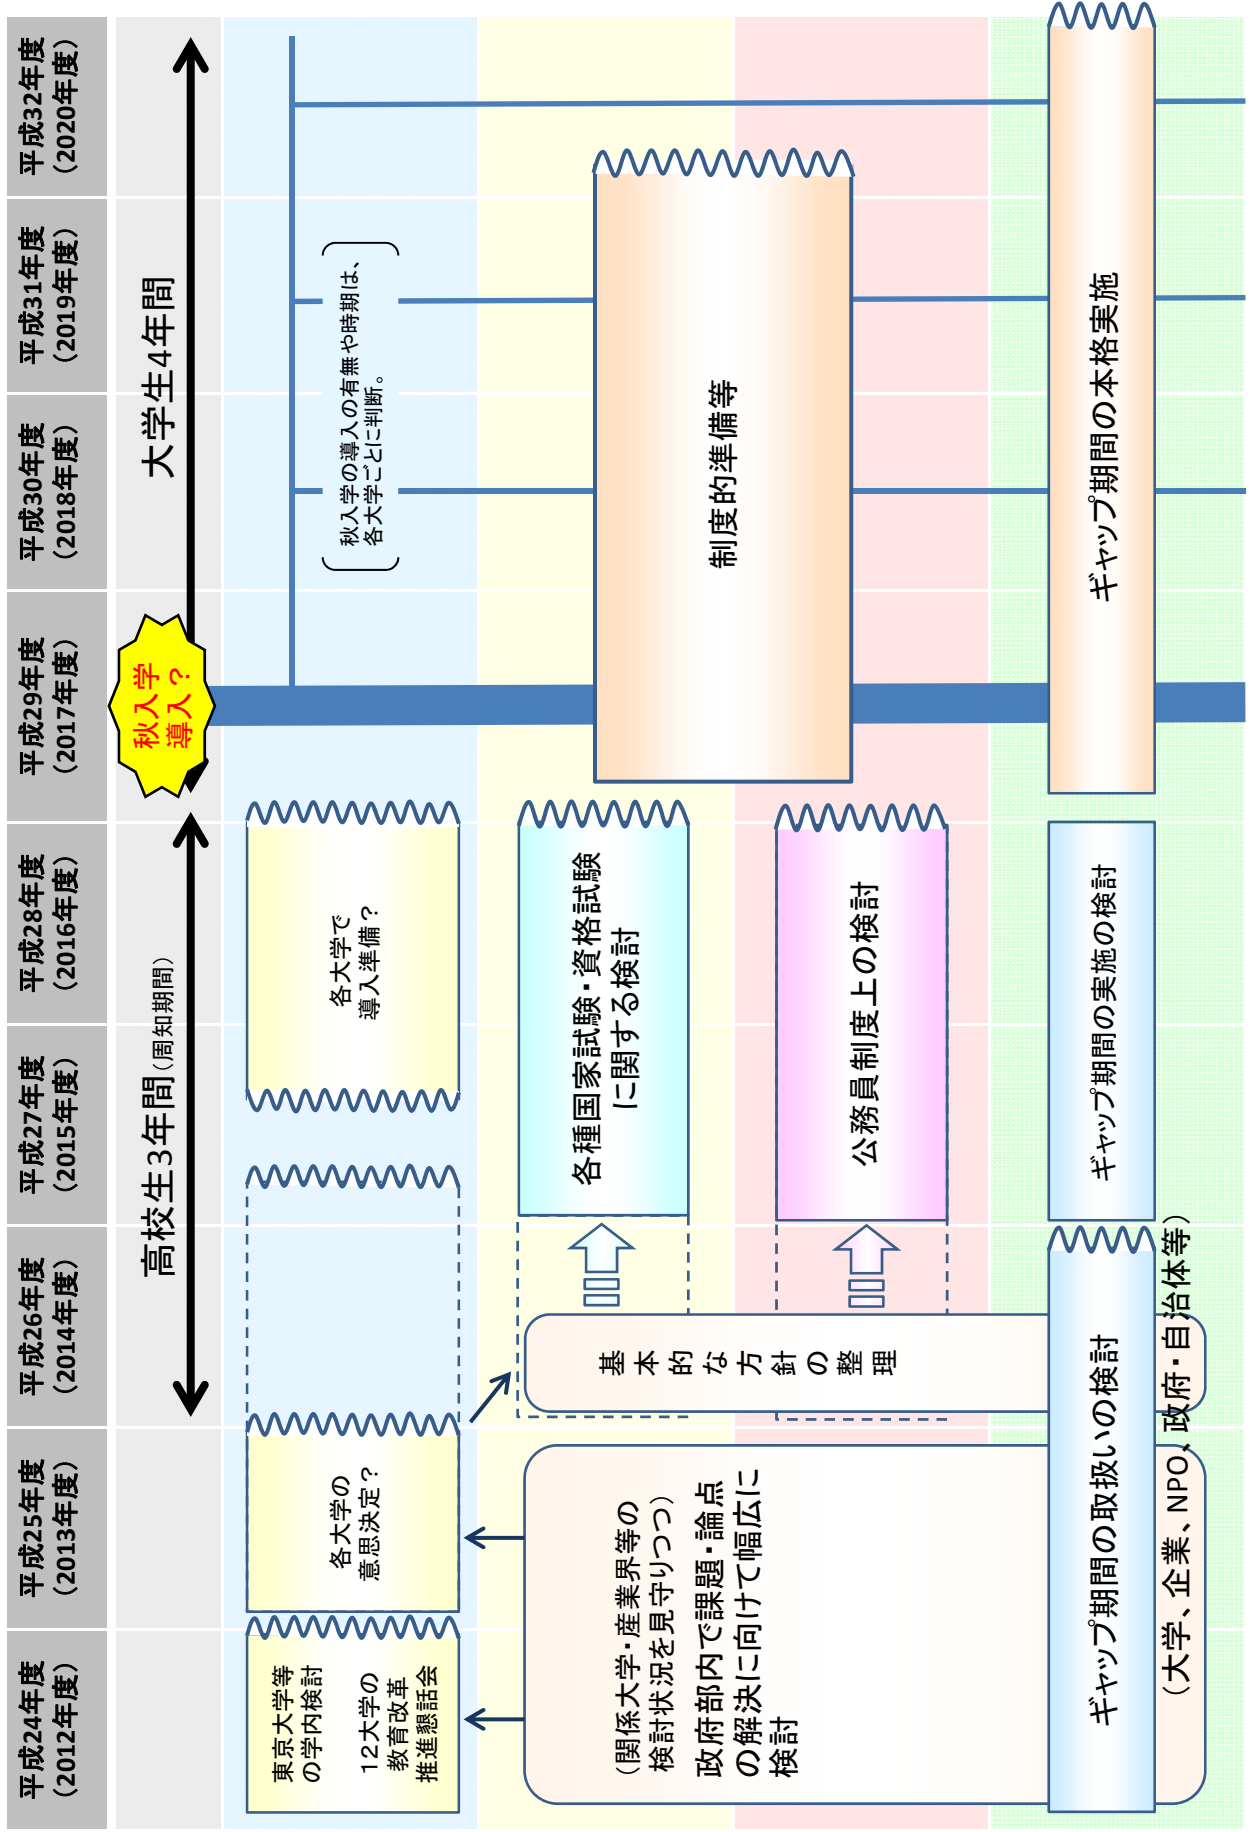 平成24年度
（2012年度）
平成25年度
（2013年度）
平成26年度
（2014年度）
平成27年度
（2015年度）
平成28年度
（2016年度）
平成29年度
（2017年度）
平成30年度
（2018年度）
平成31年度
（2019年度）
平成32年度
（2020年度）
高校生3年間（周知期間）
秋入学
導入？
大学生4年間
東京大学等
の学内検討
12大学の
教育改革
推進懇話会
各大学の
意思決定？
各大学で
導入準備？
秋入学の導入の有無や時期は、
各大学ごとに判断。
（関係大学・産業界等の
検討状況を見守りつつ）
政府部内で課題・論点
の解決に向けて幅広に
検討
基本的な方針の整理
各種国家試験・資格試験
に関する検討
公務員制度上の検討
制度的準備等
ギャップ期間の取扱いの検討
（大学、企業、NPO、政府・自治体等）
ギャップ期間の実施の検討
ギャップ期間の本格実施